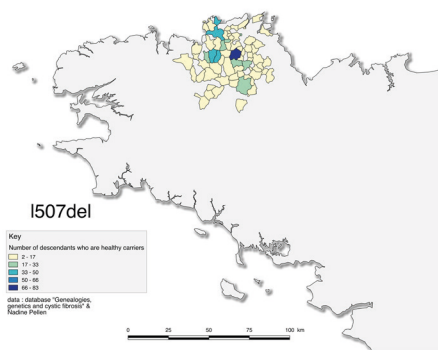 I507del
Key
Number of descendants who are healthy carriers
2 - 17
17 - 33
33 - 50
50 - 66
66 - 83
data : database "Genealogies,
genetics and cystic fibrosis" &
Nadine Pellen
0 25 50 75 100 km